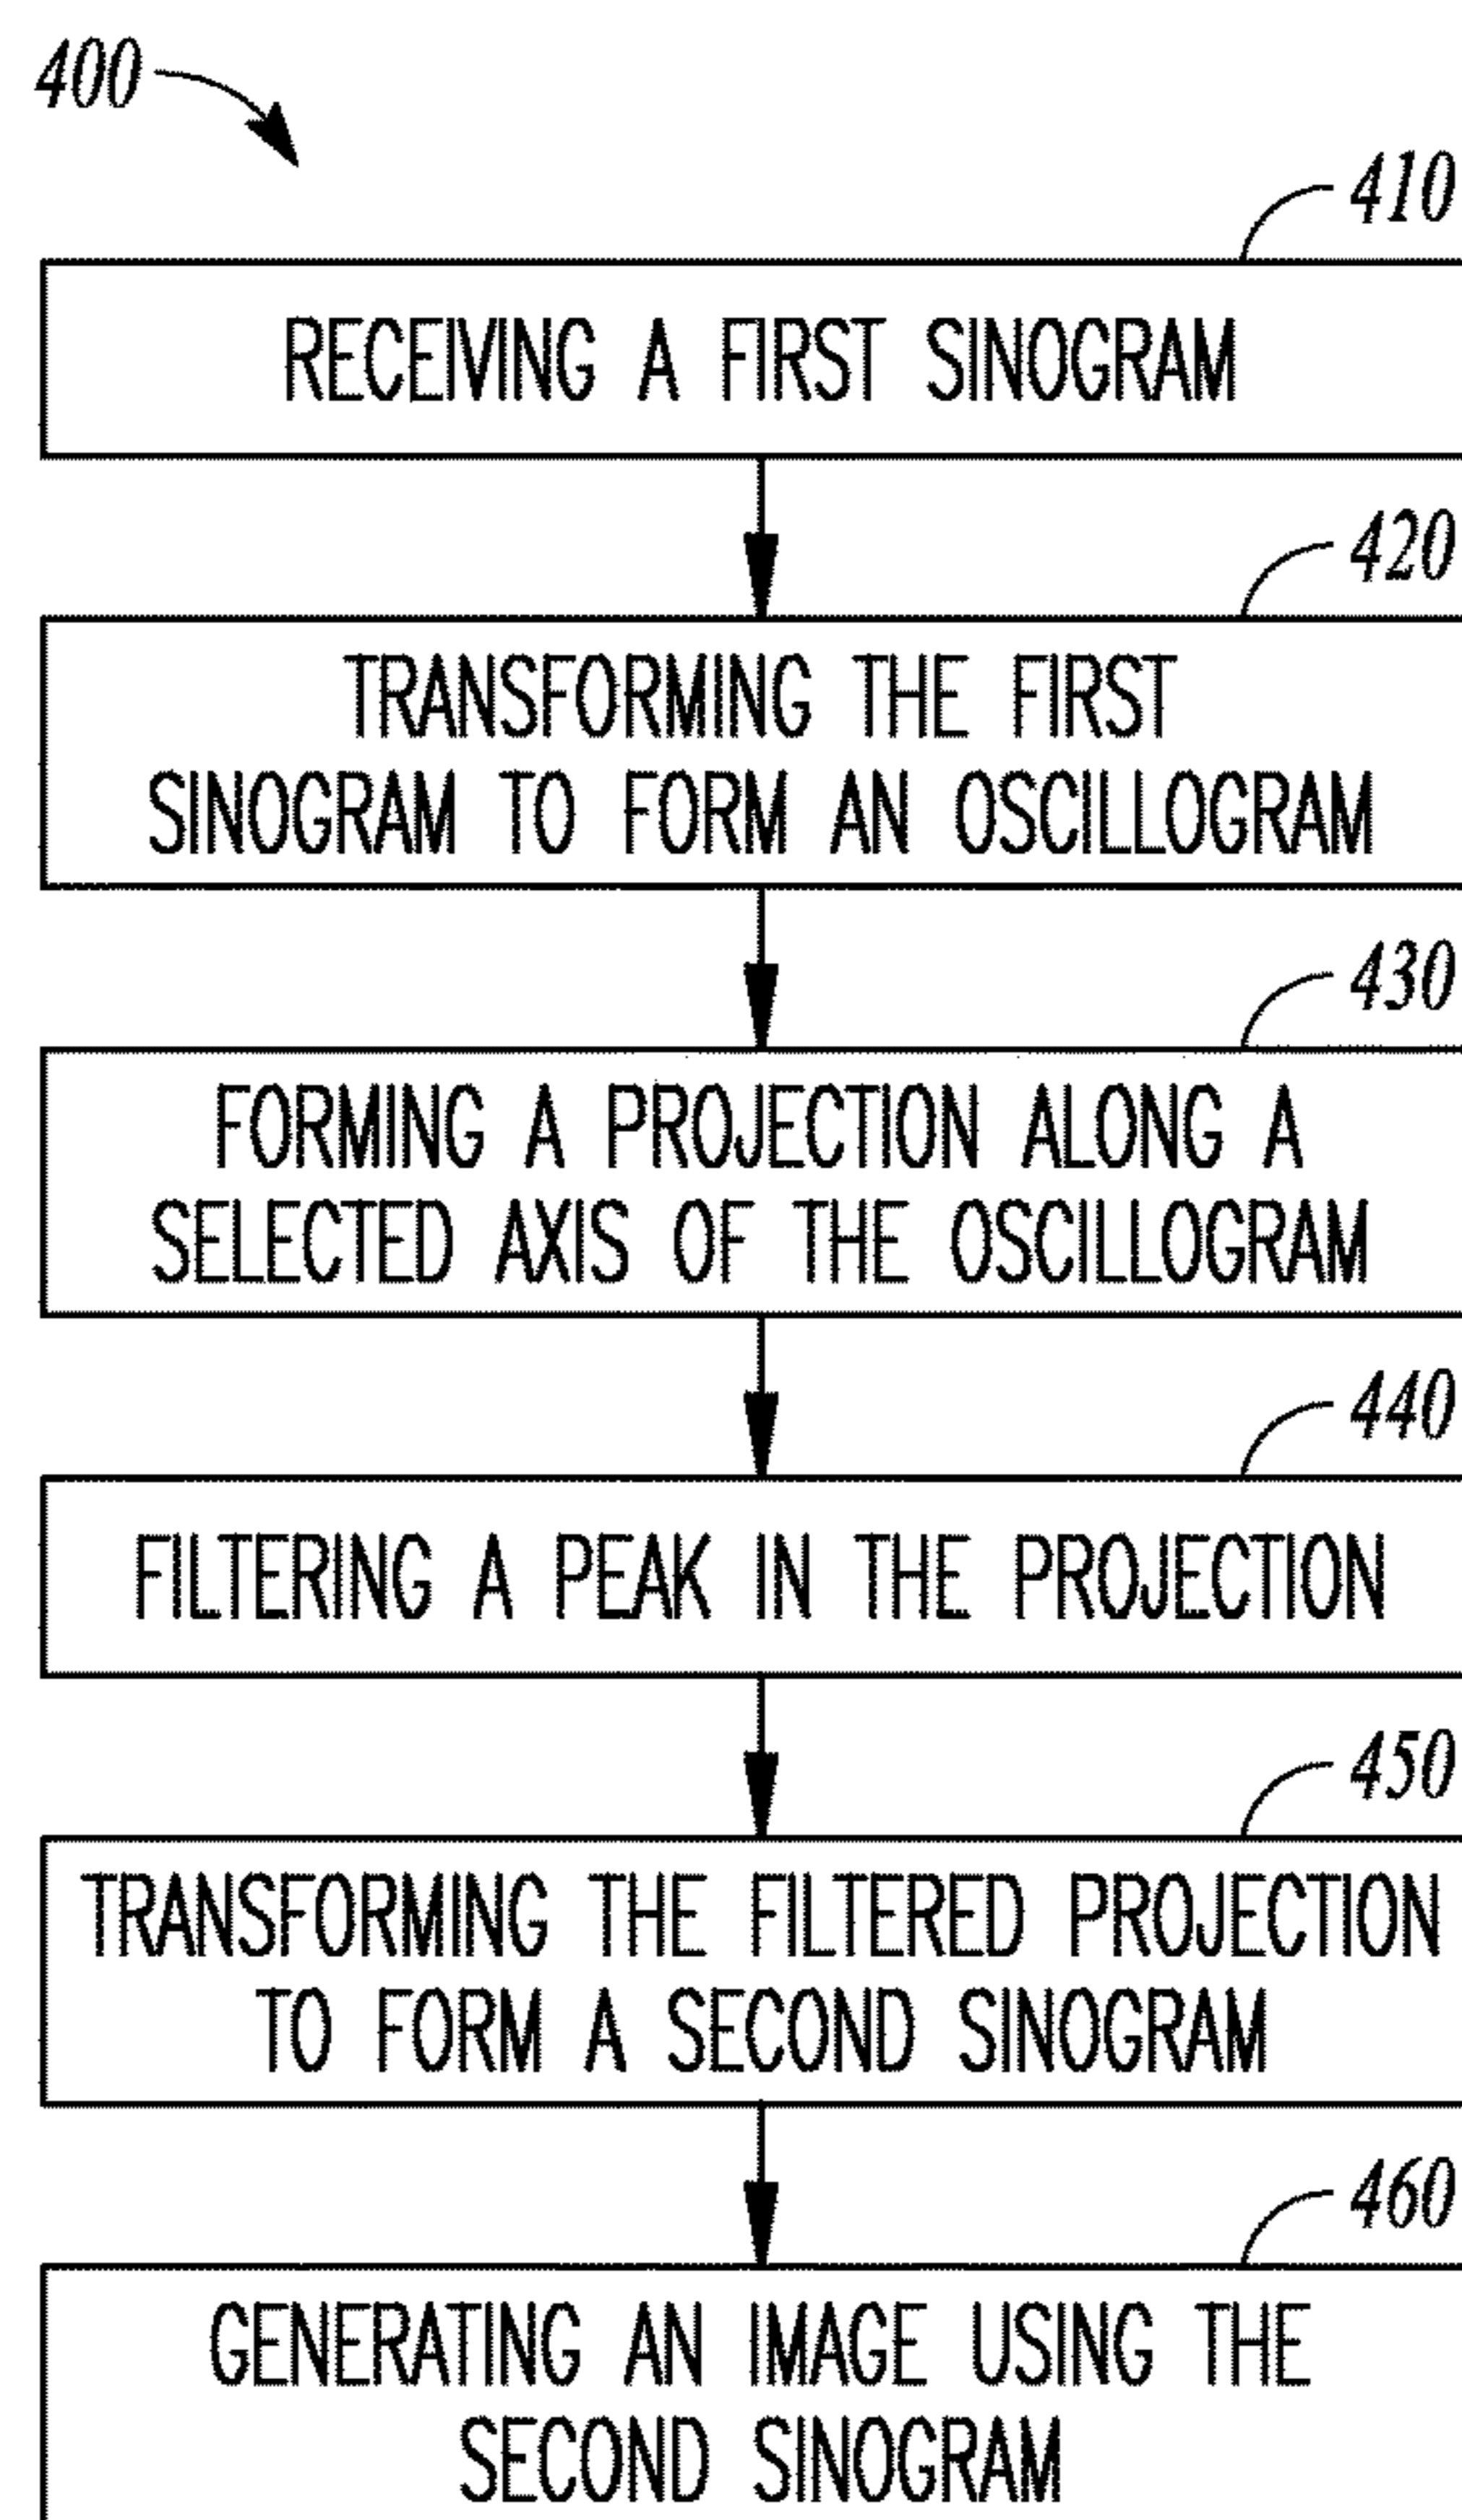 400
410
RECEIVING A FIRST SINOGRAM
420
TRANSFORMING THE FIRST
SINOGRAM TO FORM AN OSCILLOGRAM
430
FORMING A PROJECTION ALONG A
SELECTED AXIS OF THE OSCILLOGRAM
440
FILTERING A PEAK IN THE PROJECTION
450
TRANSFORMING THE FILTERED PROJECTION
TO FORM A SECOND SINOGRAM
460
GENERATING AN IMAGE USING THE
SECOND SINOGRAM